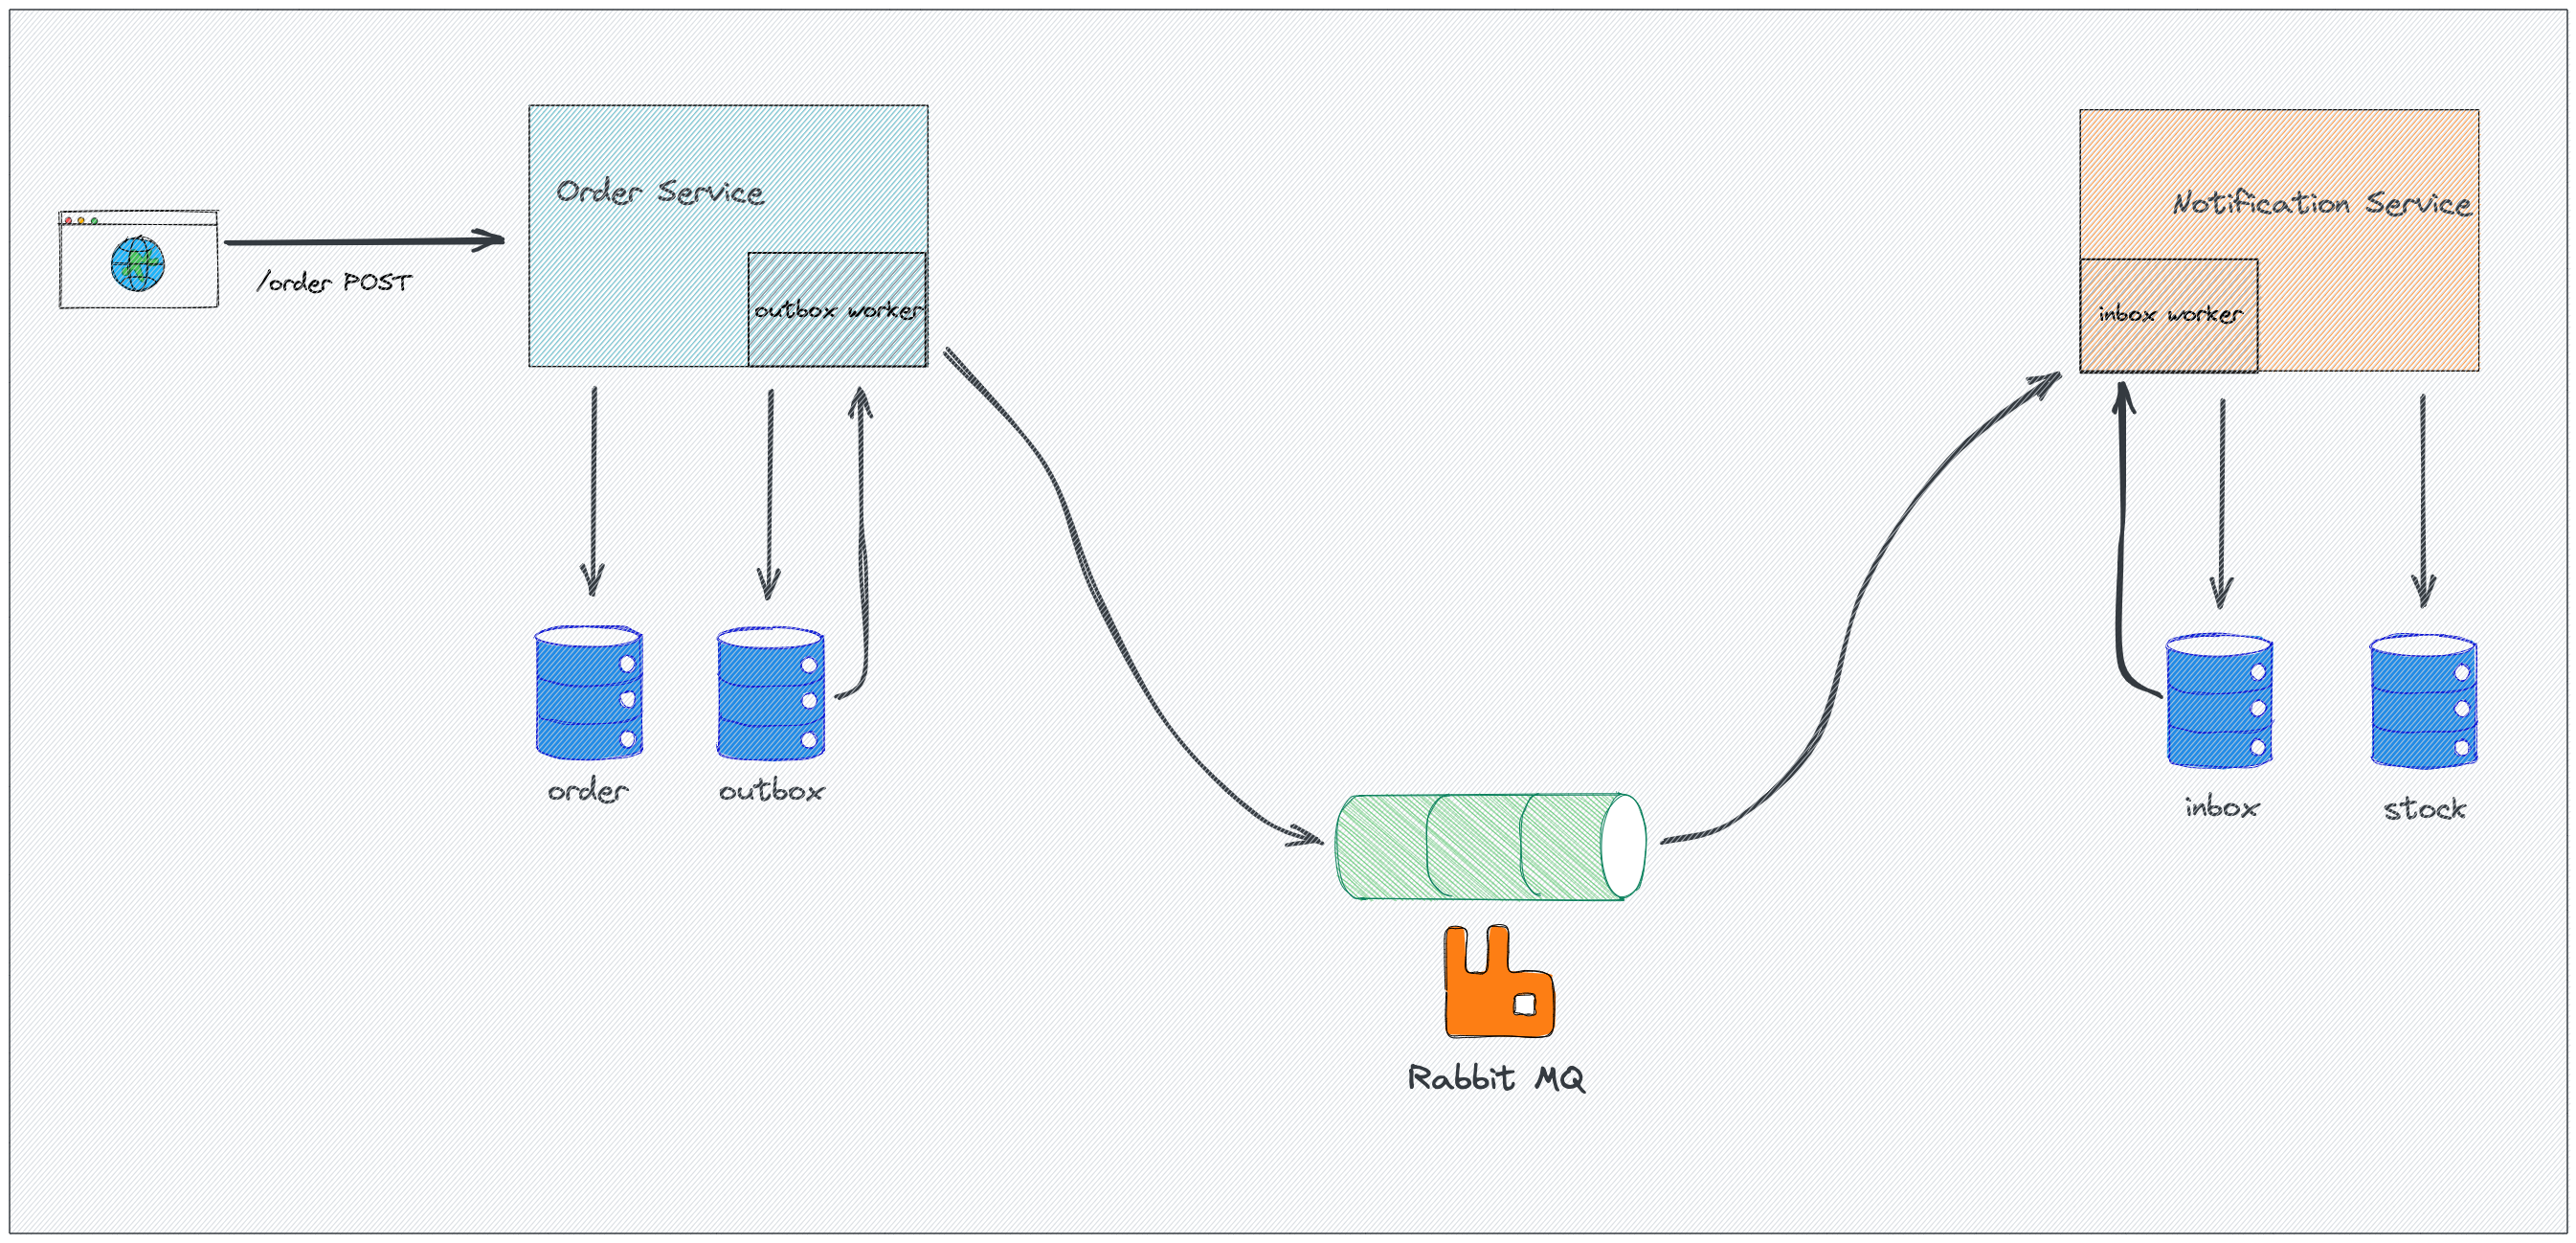 Order Service
Notification Service
/order POST
outbox worker
inbox worker
order
outbox
inbox
stock
Rabbit MQ